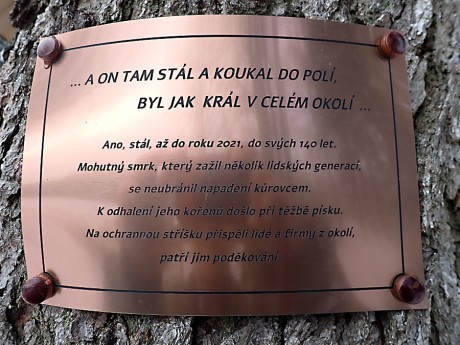 ... A ON TAM STÁL A KOUKAL DO POLÍ,
BYL JAK KRÁL V CELÉM OKOLÍ ...
Ano, stál, až do roku 2021, do svých 140 let.
Mohutný smrk, který zažil několik lidských generací,
se neubránil napadení kůrovcem.
K odhalení jeho kořenů došlo při těžbě písku.
Na ochrannou stříšku přispěli lidé a firmy z okolí,
patří jim poděkování.